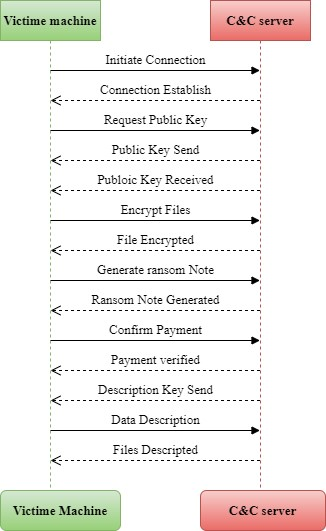 Victime machine
C&C server
Initiate Connection
Connection Establish
Request Public Key
Public Key Send
Publoic Key Received
Encrypt Files
File Encrypted
Generate ransom Note
Ransom Note Generated
Confirm Payment
Payment verified
Description Key Send
Data Description
Files Descripted
Victime Machine
C&C server